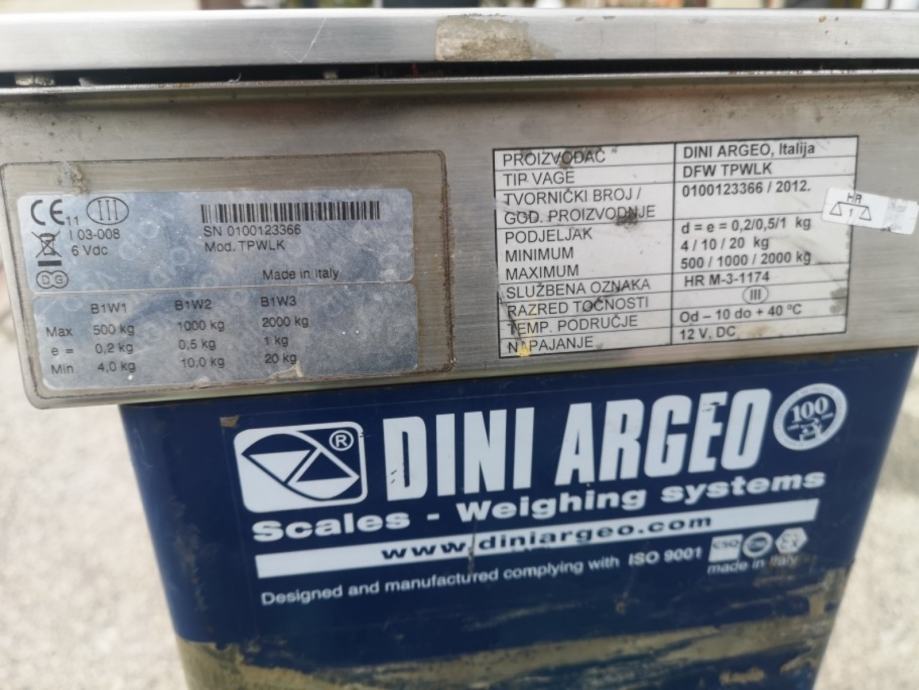 CE 11 III
I 03-008
6 Vdc
DG
SN 0100123366
Mod. TPWLK
Made in Italy
B1W1 B1W2 B1W3
Max 500 kg 1000 kg 2000 kg
e = 0,2 kg 0,5 kg 1 kg
Min 4,0 kg 10,0 kg 20 kg
PROIZVOĐAČ DINI ARGEO, Italija
TIP VAGE DFW TPWLK
TVORNIČKI BROJ / 0100123366 / 2012.
GOD. PROIZVODNJE
PODJELJAK d = e = 0,2/0,5/1 kg
MINIMUM 4 / 10 / 20 kg
MAXIMUM 500 / 1000 / 2000 kg
SLUŽBENA OZNAKA HR M-3-1174
RAZRED TOČNOSTI III
TEMP. PODRUČJE Od – 10 do + 40 ºC
NAPAJANJE 12 V, DC
HR
1
DINI ARGEO
®
100
Scales - Weighing systems
www.diniargeo.com
Designed and manufactured complying with ISO 9001
CSQ
made in Italy